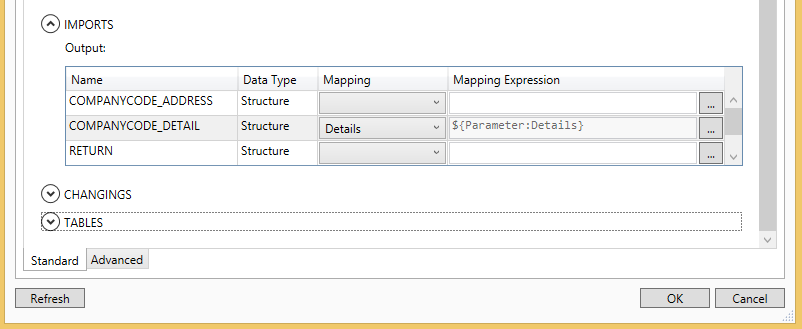 IMPORTS
Output:
Name Data Type Mapping Mapping Expression
COMPANYCODE_ADDRESS Structure ...
COMPANYCODE_DETAIL Structure Details ${Parameter:Details} ...
RETURN Structure ...
CHANGINGS
TABLES
Standard Advanced
Refresh OK Cancel